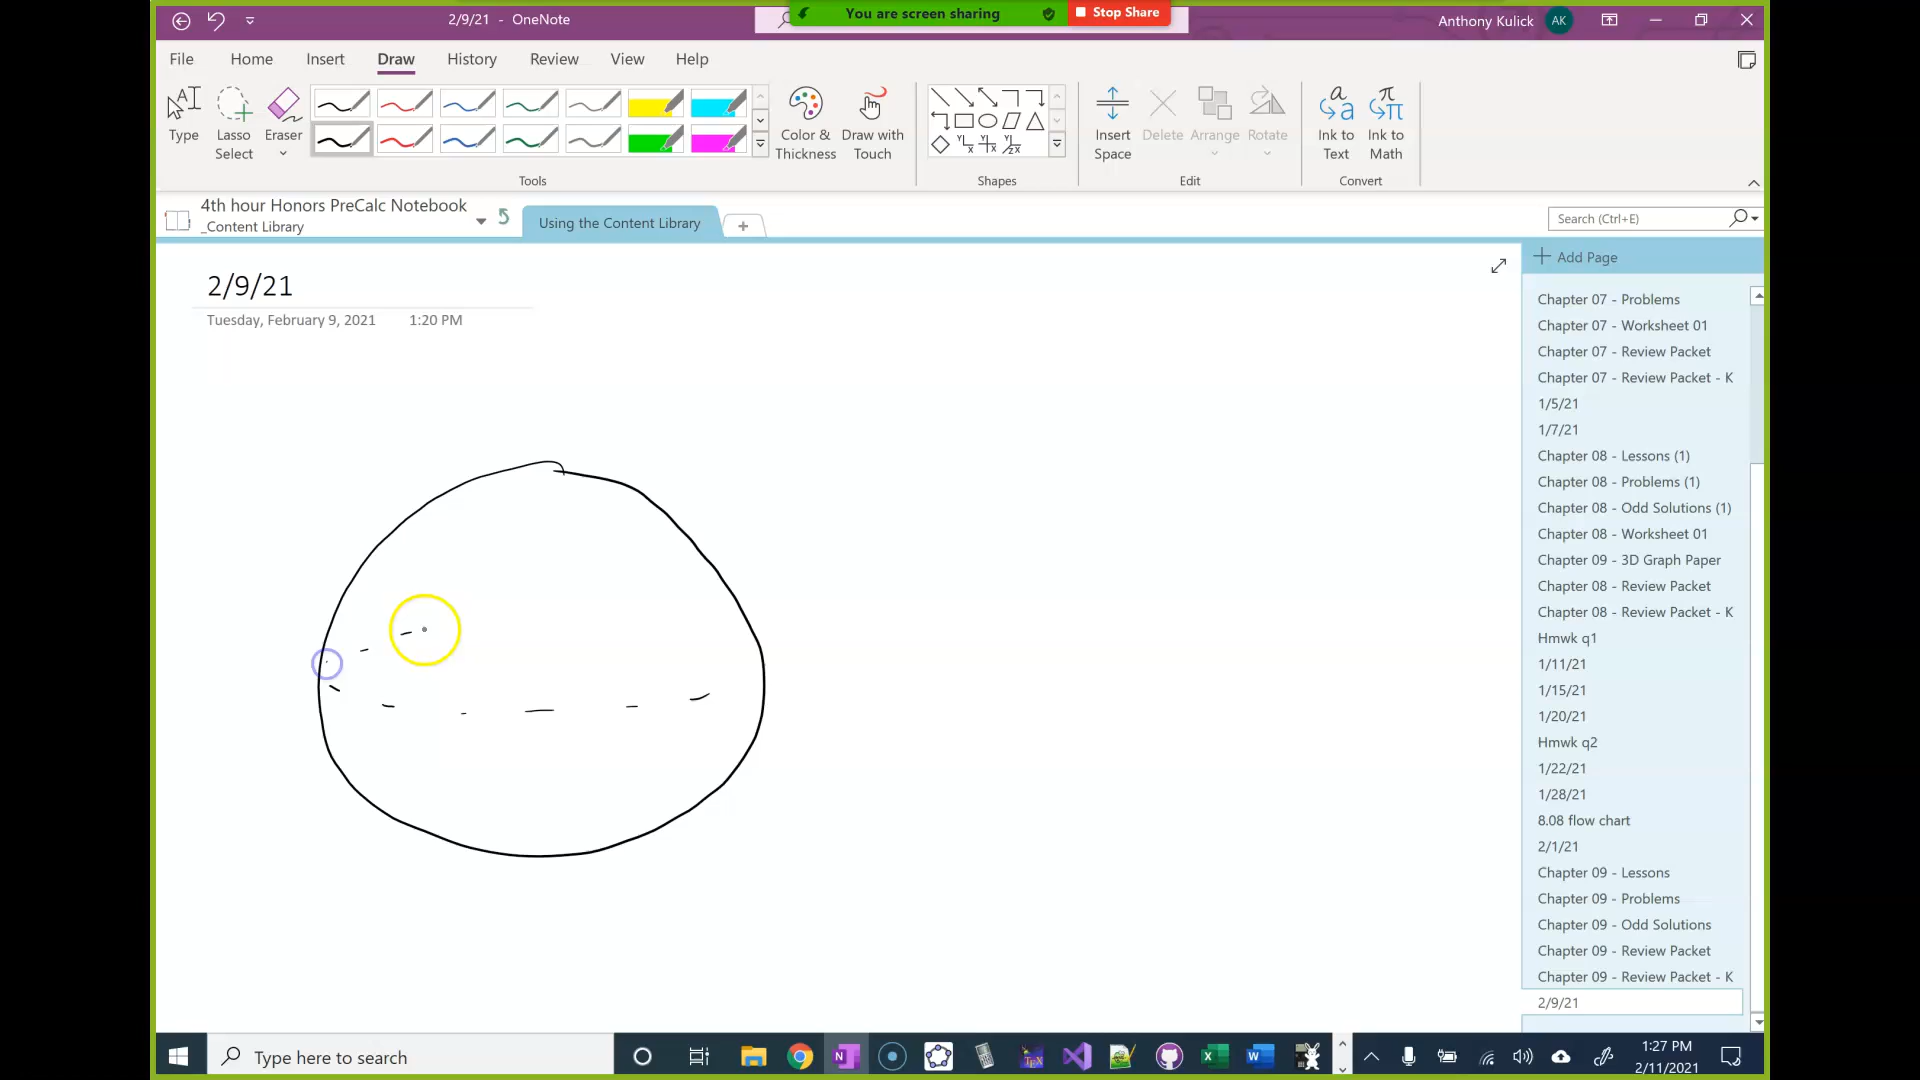 2/9/21 - OneNote
You are screen sharing
Stop Share
Anthony Kulick
AK
File Home Insert Draw History Review View Help
Type
Lasso Select
Eraser
Color & Thickness
Draw with Touch
Insert Space
Delete
Arrange
Rotate
Ink to Text
Ink to Math
Tools
Shapes
Edit
Convert
4th hour Honors PreCalc Notebook
_Content Library
Using the Content Library
Search (Ctrl+E)
Add Page
2/9/21
Tuesday, February 9, 2021 1:20 PM
Chapter 07 - Problems
Chapter 07 - Worksheet 01
Chapter 07 - Review Packet
Chapter 07 - Review Packet - K
1/5/21
1/7/21
Chapter 08 - Lessons (1)
Chapter 08 - Problems (1)
Chapter 08 - Odd Solutions (1)
Chapter 08 - Worksheet 01
Chapter 09 - 3D Graph Paper
Chapter 08 - Review Packet
Chapter 08 - Review Packet - K
Hmwk q1
1/11/21
1/15/21
1/20/21
Hmwk q2
1/22/21
1/28/21
8.08 flow chart
2/1/21
Chapter 09 - Lessons
Chapter 09 - Problems
Chapter 09 - Odd Solutions
Chapter 09 - Review Packet
Chapter 09 - Review Packet - K
2/9/21
Type here to search
1:27 PM
2/11/2021